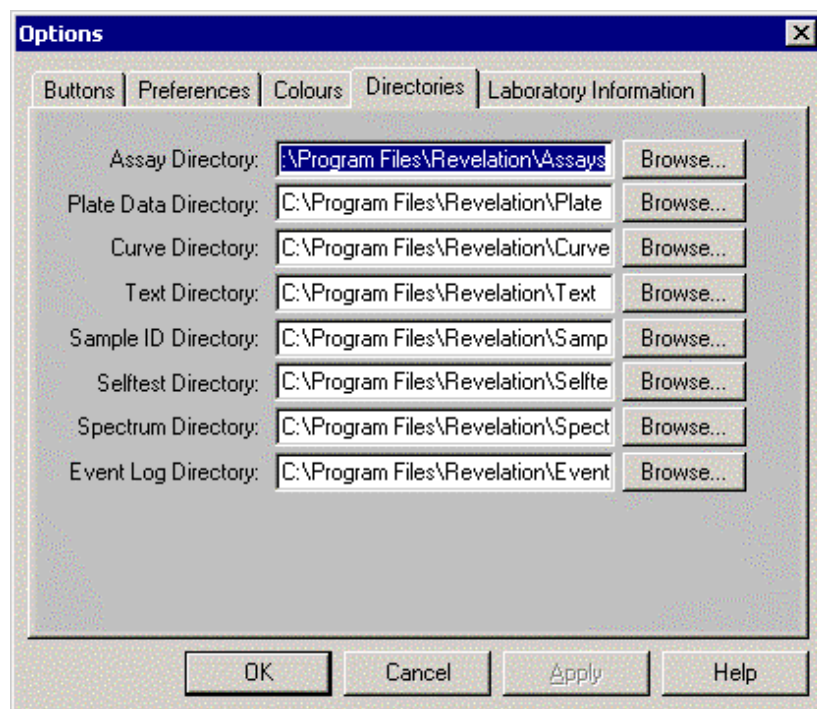 Options
Buttons Preferences Colours Directories Laboratory Information
Assay Directory: :\Program Files\Revelation\Assays Browse...
Plate Data Directory: C:\Program Files\Revelation\Plate Browse...
Curve Directory: C:\Program Files\Revelation\Curve Browse...
Text Directory: C:\Program Files\Revelation\Text Browse...
Sample ID Directory: C:\Program Files\Revelation\Samp Browse...
Selftest Directory: C:\Program Files\Revelation\Selfte Browse...
Spectrum Directory: C:\Program Files\Revelation\Spect Browse...
Event Log Directory: C:\Program Files\Revelation\Event Browse...
OK Cancel Apply Help